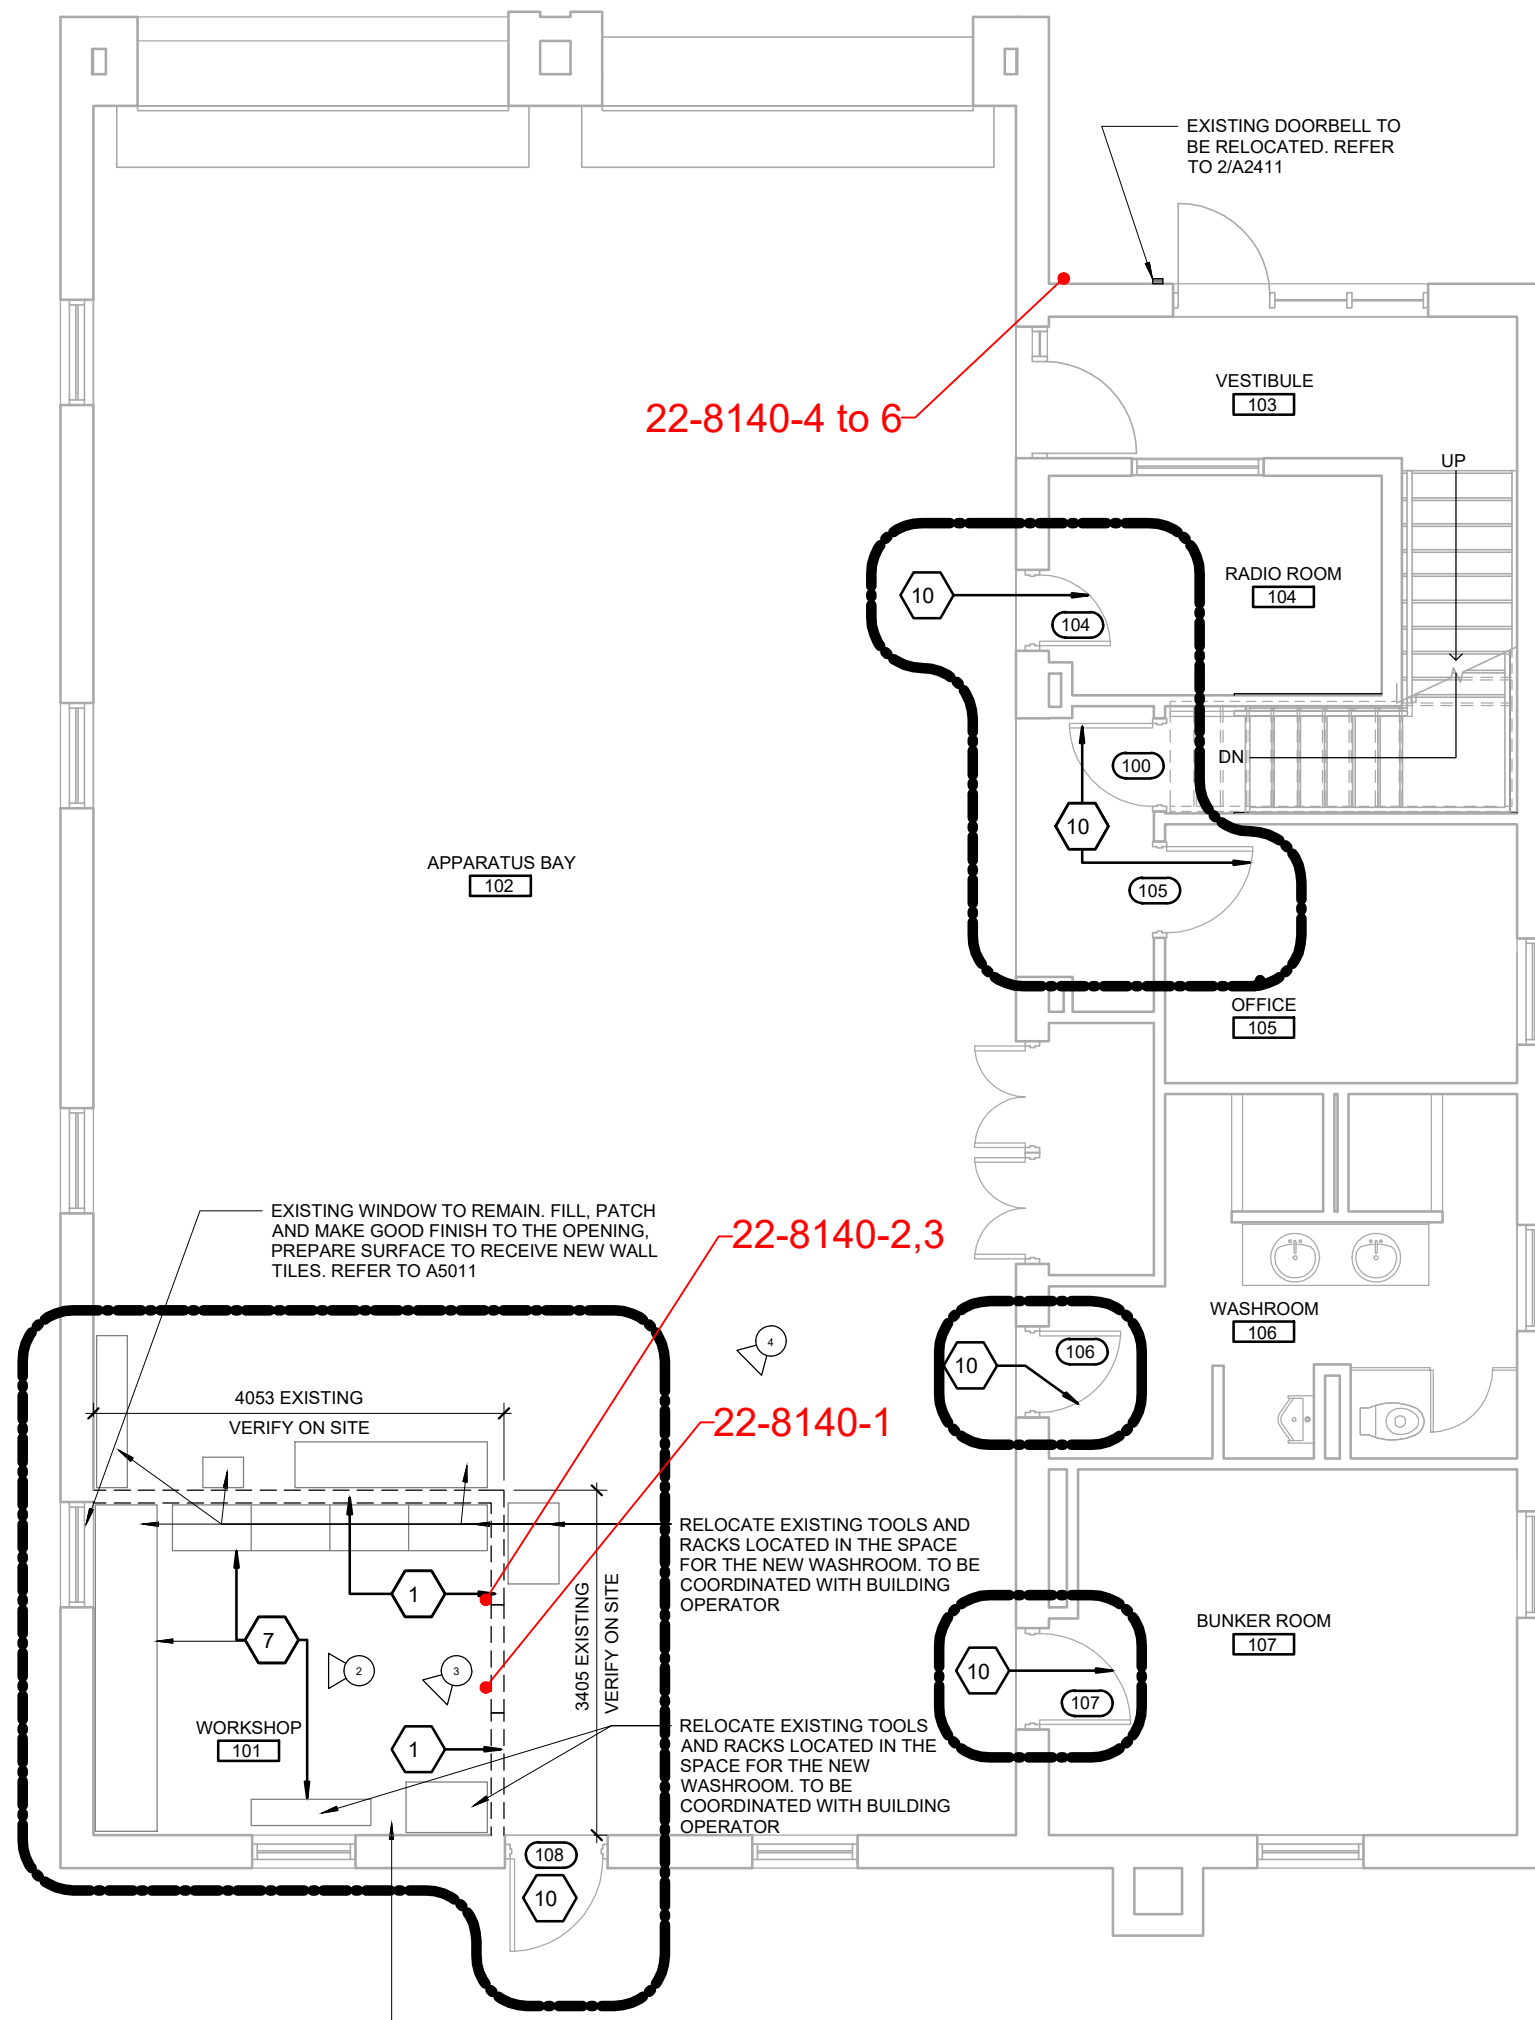 EXISTING DOORBELL TO
BE RELOCATED. REFER
TO 2/A2411
22-8140-4 to 6
VESTIBULE
103
UP
RADIO ROOM
104
10
104
100
DN
10
105
APPARATUS BAY
102
OFFICE
105
EXISTING WINDOW TO REMAIN. FILL, PATCH
AND MAKE GOOD FINISH TO THE OPENING,
PREPARE SURFACE TO RECEIVE NEW WALL
TILES. REFER TO A5011
22-8140-2,3
WASHROOM
106
4
10
106
4053 EXISTING
VERIFY ON SITE
22-8140-1
RELOCATE EXISTING TOOLS AND
RACKS LOCATED IN THE SPACE
FOR THE NEW WASHROOM. TO BE
COORDINATED WITH BUILDING
OPERATOR
1
7
2
3
3405 EXISTING
VERIFY ON SITE
BUNKER ROOM
107
10
107
WORKSHOP
101
1
RELOCATE EXISTING TOOLS
AND RACKS LOCATED IN THE
SPACE FOR THE NEW
WASHROOM. TO BE
COORDINATED WITH BUILDING
OPERATOR
108
10